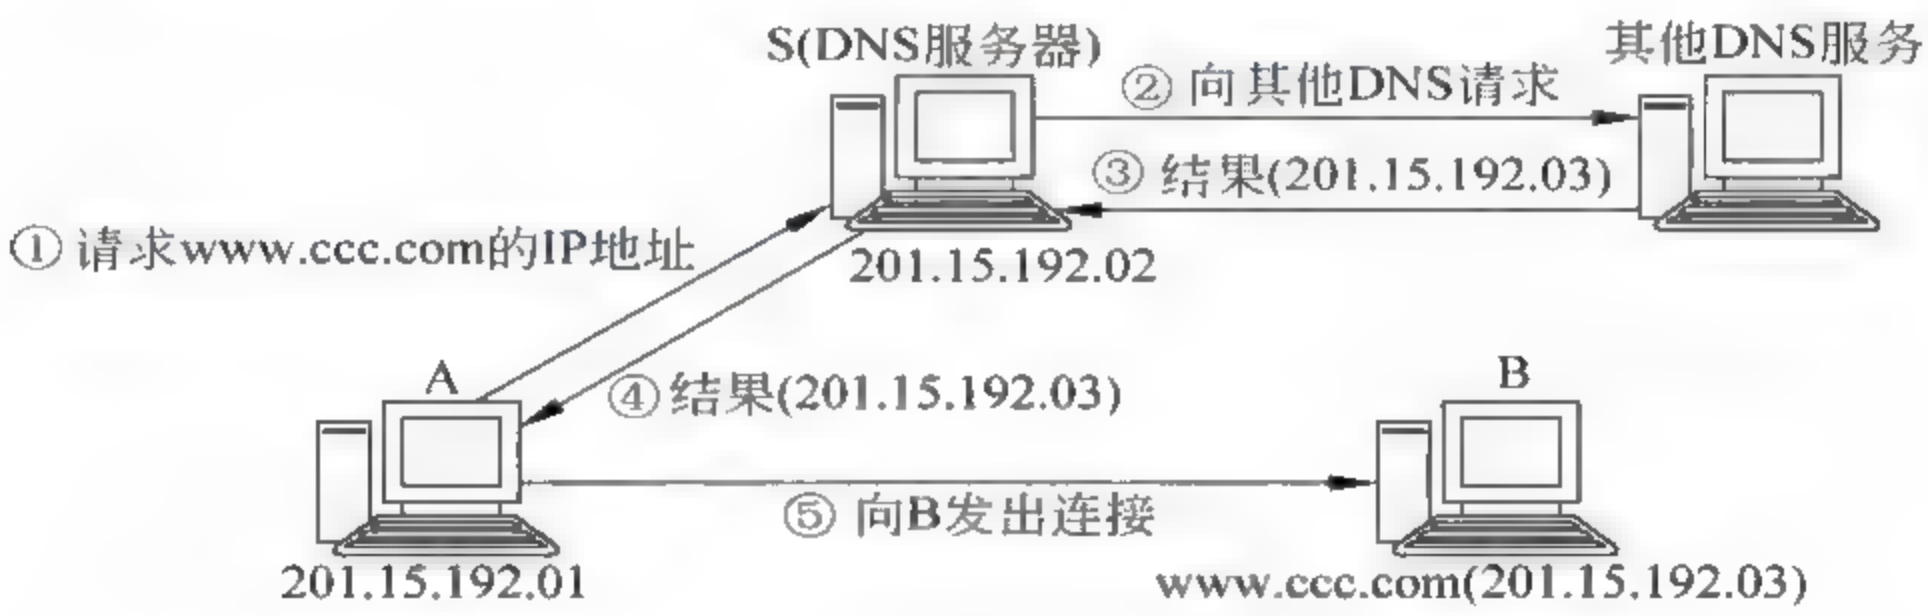 S(DNS服务器)
其他DNS服务
② 向其他DNS请求
③ 结果(201.15.192.03)
① 请求www.ccc.com的IP地址
201.15.192.02
A
④ 结果(201.15.192.03)
B
⑤ 向B发出连接
201.15.192.01
www.ccc.com(201.15.192.03)